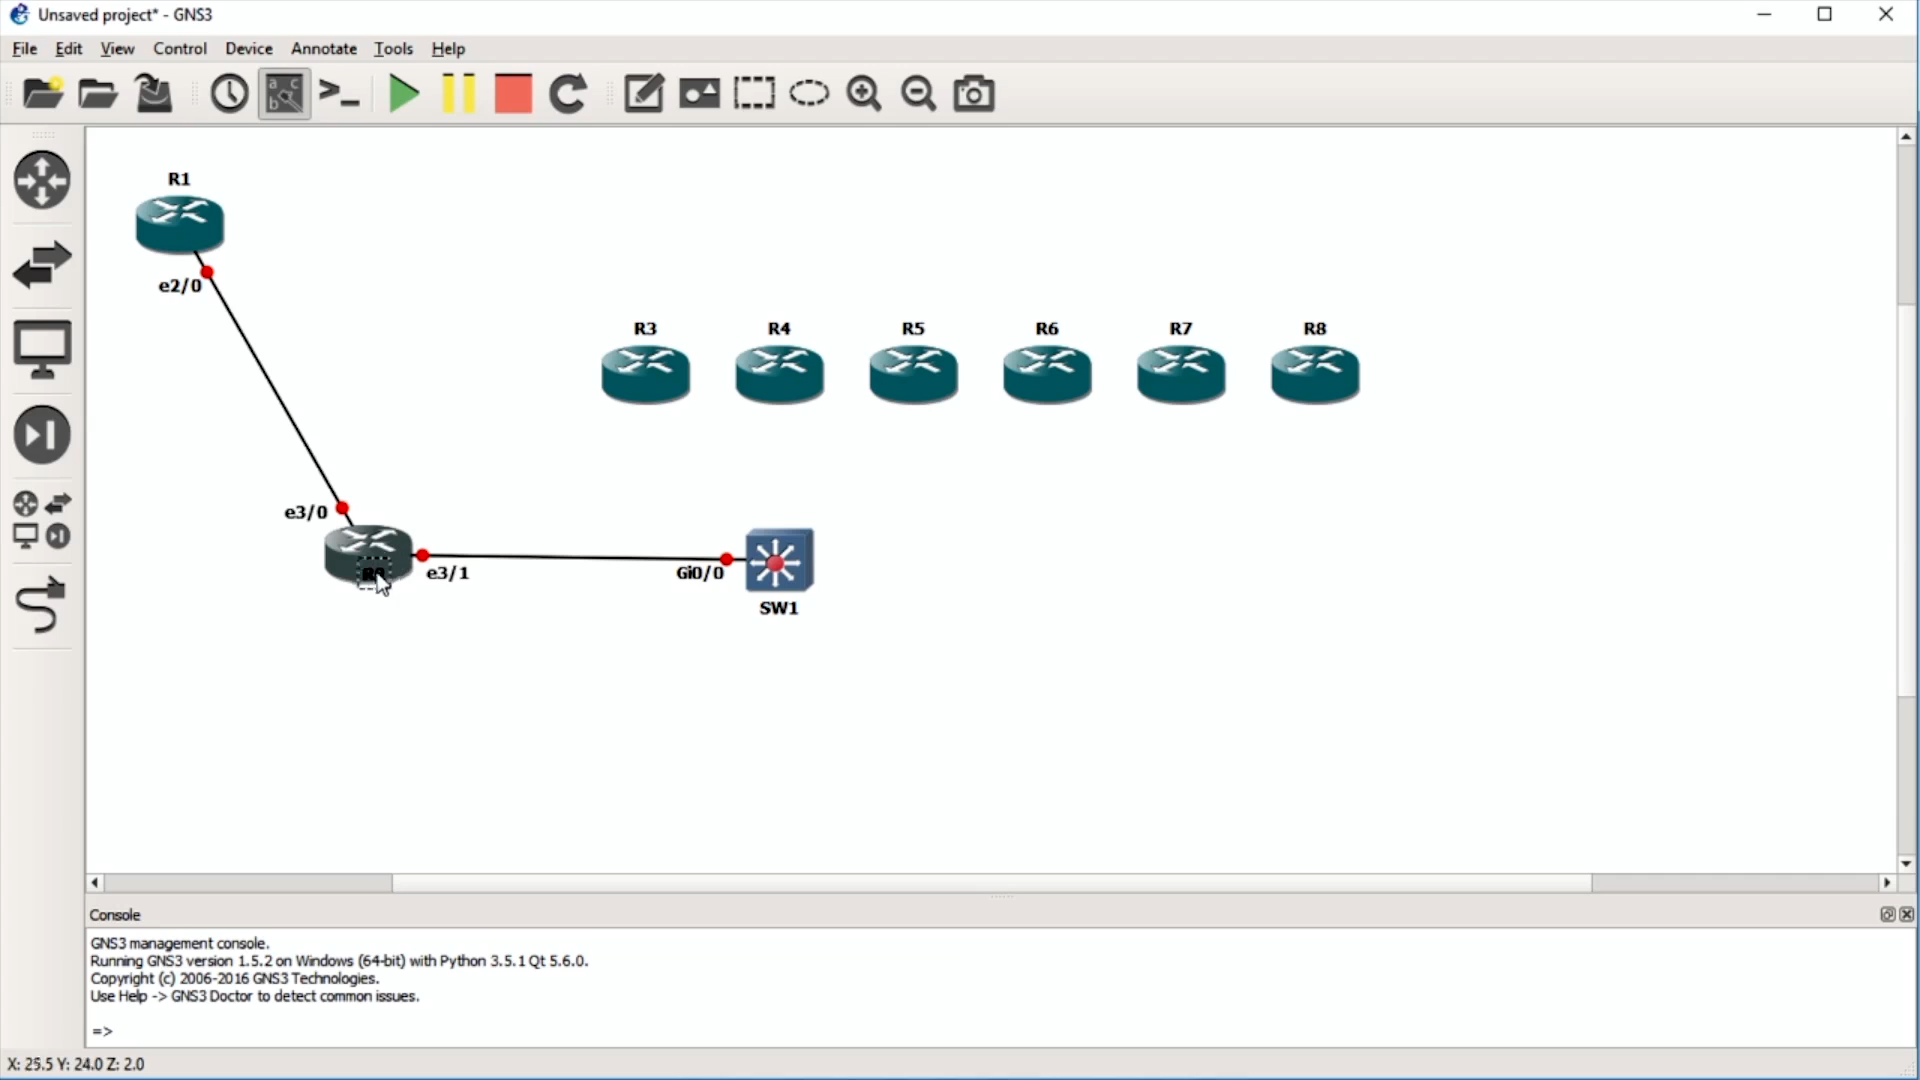 Unsaved project* - GNS3
File Edit View Control Device Annotate Tools Help
R1
e2/0
R3 R4 R5 R6 R7 R8
e3/0
e3/1
Gi0/0
SW1
Console
GNS3 management console.
Running GNS3 version 1.5.2 on Windows (64-bit) with Python 3.5.1 Qt 5.6.0.
Copyright (c) 2006-2016 GNS3 Technologies.
Use Help -> GNS3 Doctor to detect common issues.
=>
X: 25.5 Y: 24.0 Z: 2.0